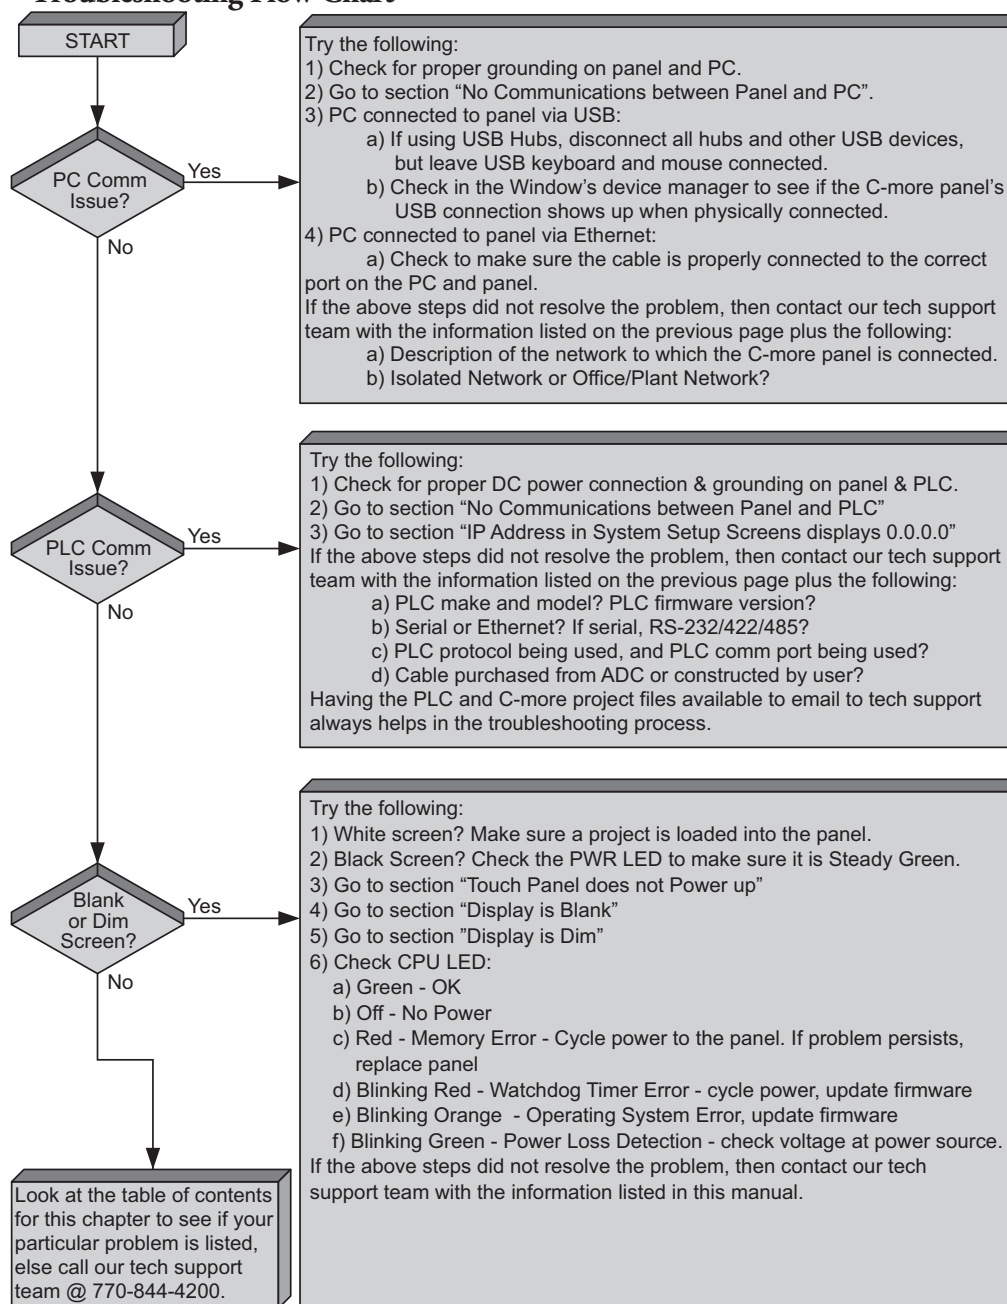 Troubleshooting Flow Chart
START
PC Comm
Issue?
Yes
No
Try the following:
1) Check for proper grounding on panel and PC.
2) Go to section “No Communications between Panel and PC”.
3) PC connected to panel via USB:
a) If using USB Hubs, disconnect all hubs and other USB devices,
but leave USB keyboard and mouse connected.
b) Check in the Window’s device manager to see if the C-more panel’s
USB connection shows up when physically connected.
4) PC connected to panel via Ethernet:
a) Check to make sure the cable is properly connected to the correct
port on the PC and panel.
If the above steps did not resolve the problem, then contact our tech support
team with the information listed on the previous page plus the following:
a) Description of the network to which the C-more panel is connected.
b) Isolated Network or Office/Plant Network?
PLC Comm
Issue?
Yes
No
Try the following:
1) Check for proper DC power connection & grounding on panel & PLC.
2) Go to section “No Communications between Panel and PLC”
3) Go to section “IP Address in System Setup Screens displays 0.0.0.0”
If the above steps did not resolve the problem, then contact our tech support
team with the information listed on the previous page plus the following:
a) PLC make and model? PLC firmware version?
b) Serial or Ethernet? If serial, RS-232/422/485?
c) PLC protocol being used, and PLC comm port being used?
d) Cable purchased from ADC or constructed by user?
Having the PLC and C-more project files available to email to tech support
always helps in the troubleshooting process.
Blank
or Dim
Screen?
Yes
No
Try the following:
1) White screen? Make sure a project is loaded into the panel.
2) Black Screen? Check the PWR LED to make sure it is Steady Green.
3) Go to section “Touch Panel does not Power up”
4) Go to section “Display is Blank”
5) Go to section ”Display is Dim”
6) Check CPU LED:
a) Green - OK
b) Off - No Power
c) Red - Memory Error - Cycle power to the panel. If problem persists,
replace panel
d) Blinking Red - Watchdog Timer Error - cycle power, update firmware
e) Blinking Orange - Operating System Error, update firmware
f) Blinking Green - Power Loss Detection - check voltage at power source.
If the above steps did not resolve the problem, then contact our tech
support team with the information listed in this manual.
Look at the table of contents
for this chapter to see if your
particular problem is listed,
else call our tech support
team @ 770-844-4200.